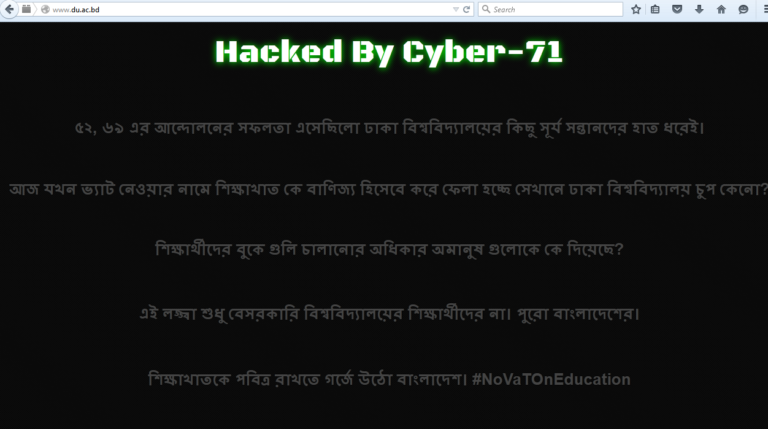 www.du.ac.bd
Search
Hacked By Cyber-71
৫২, ৬৯ এর আন্দোলনের সফলতা এসেছিলো ঢাকা বিশ্ববিদ্যালয়ের কিছু সূর্য সন্তানদের হাত ধরেই।
আজ যখন ভ্যাট নেওয়ার নামে শিক্ষাখাত কে বাণিজ্য হিসেবে করে ফেলা হচ্ছে সেখানে ঢাকা বিশ্ববিদ্যালয় চুপ কেনো?
শিক্ষার্থীদের বুকে গুলি চালানোর অধিকার অমানুষ গুলোকে কে দিয়েছে?
এই লজ্জা শুধু বেসরকারি বিশ্ববিদ্যালয়ের শিক্ষার্থীদের না। পুরো বাংলাদেশের।
শিক্ষাখাতকে পবিত্র রাখতে গর্জে উঠো বাংলাদেশ। #NoVaTOnEducation